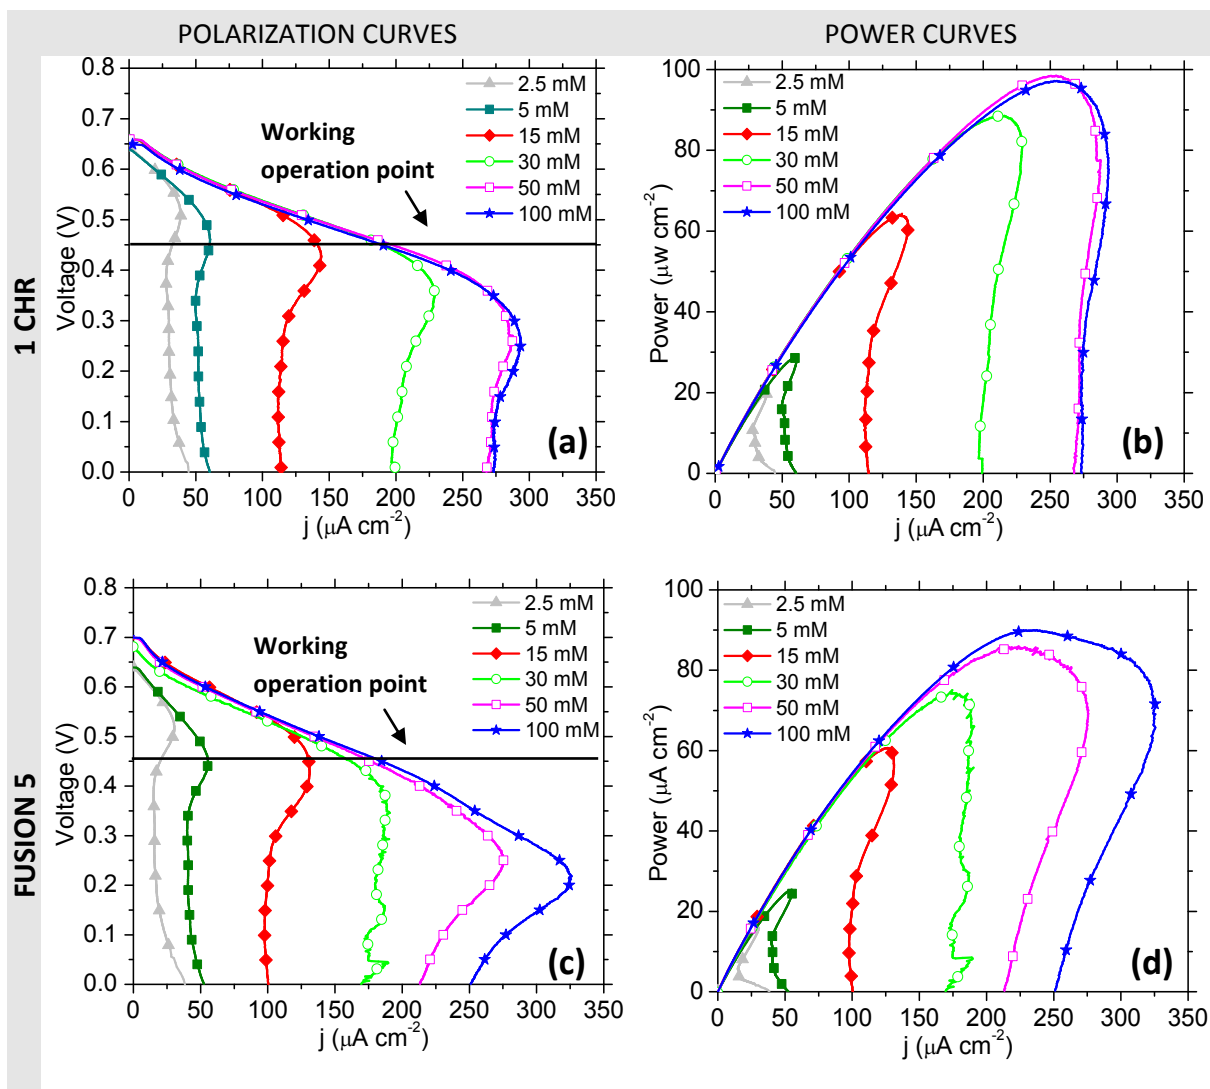 POLARIZATION CURVES
POWER CURVES
1 CHR
0.8
0.7
0.6
0.5
0.4
0.3
0.2
0.1
0.0
Voltage (V)
2.5 mM
5 mM
15 mM
30 mM
50 mM
100 mM
Working
operation point
(a)
0 50 100 150 200 250 300 350
j (µA cm-2)
100
80
60
40
20
0
Power (µw cm-2)
2.5 mM
5 mM
15 mM
30 mM
50 mM
100 mM
(b)
0 50 100 150 200 250 300 350
j (µA cm-2)
FUSION 5
0.8
0.7
0.6
0.5
0.4
0.3
0.2
0.1
0.0
Voltage (V)
2.5 mM
5 mM
15 mM
30 mM
50 mM
100 mM
Working
operation point
(c)
0 50 100 150 200 250 300 350
j (µA cm-2)
100
80
60
40
20
0
Power (µA cm-2)
2.5 mM
5 mM
15 mM
30 mM
50 mM
100 mM
(d)
0 50 100 150 200 250 300 350
j (µA cm-2)